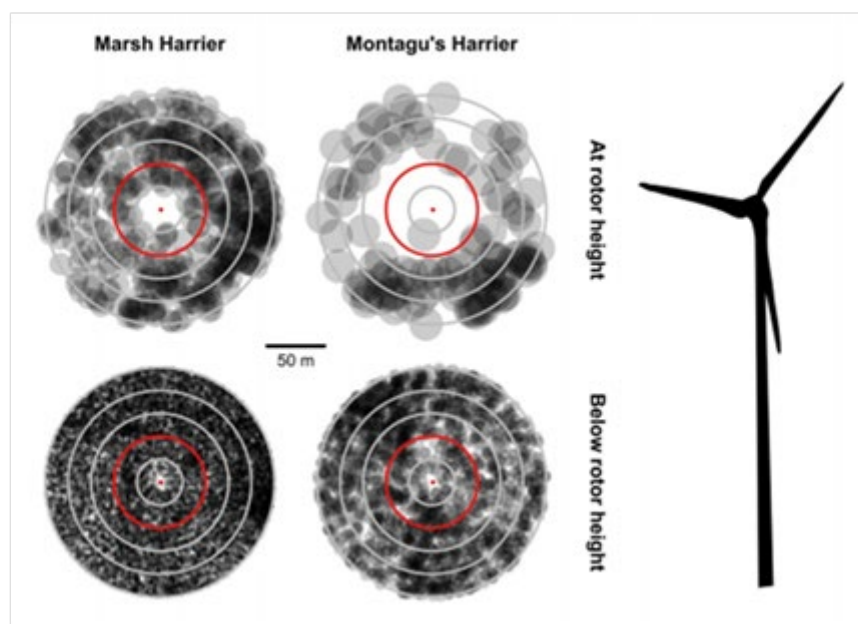 Marsh Harrier
Montagu's Harrier
At rotor height
50 m
Below rotor height